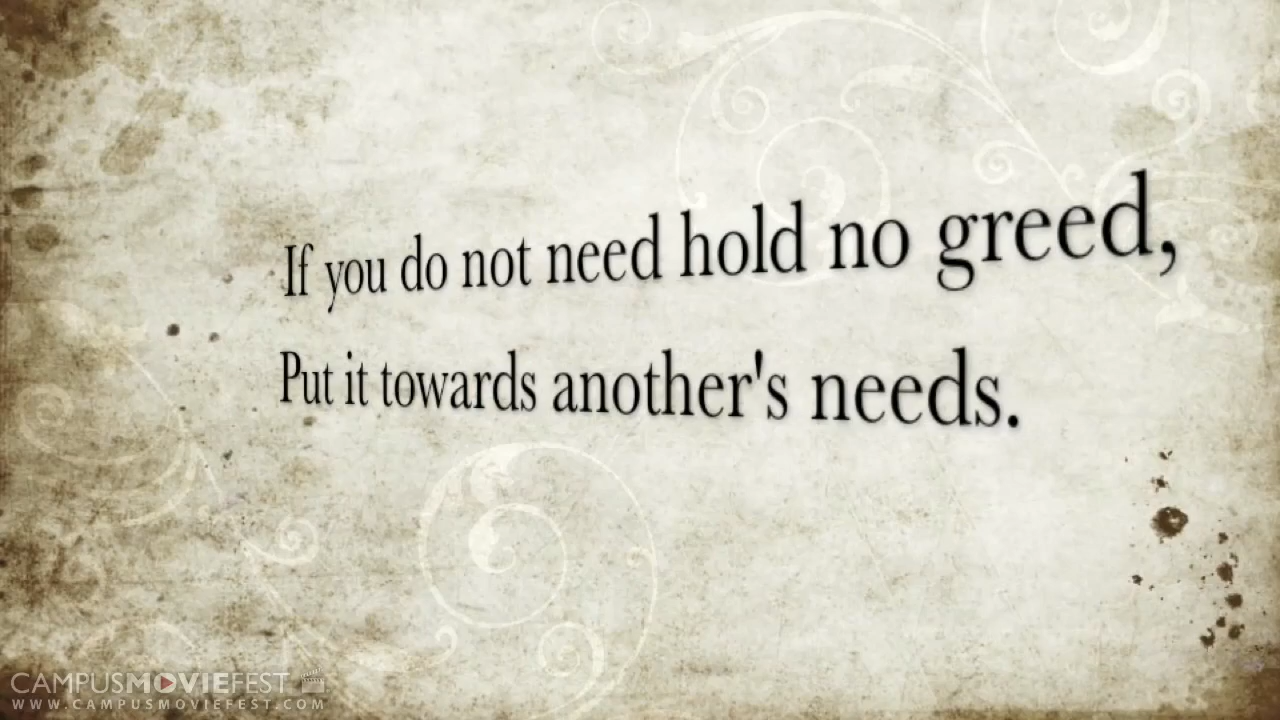 If you do not need hold no greed,
Put it towards another's needs.
CAMPUSMOVIEFEST
WWW.CAMPUSMOVIEFEST.COM